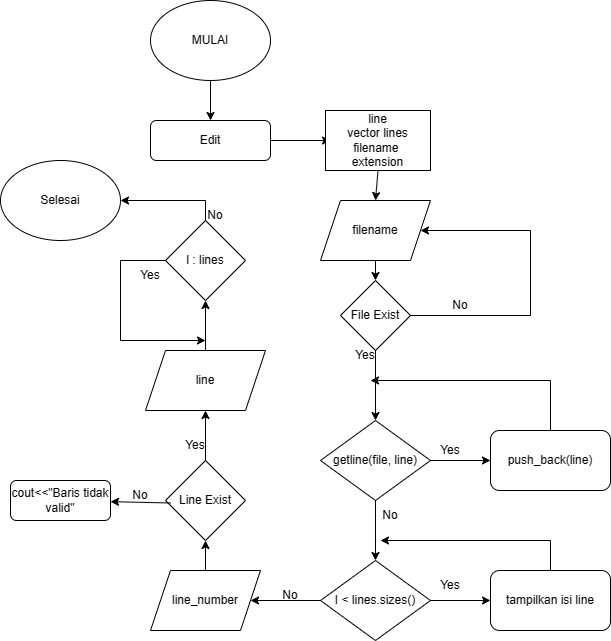 MULAI
Edit
line
vector lines
filename
extension
filename
File Exist
No
Yes
getline(file, line)
Yes
push_back(line)
No
I < lines.sizes()
Yes
tampilkan isi line
No
line_number
Line Exist
No
cout<<"Baris tidak
valid"
Yes
line
I : lines
Yes
No
Selesai